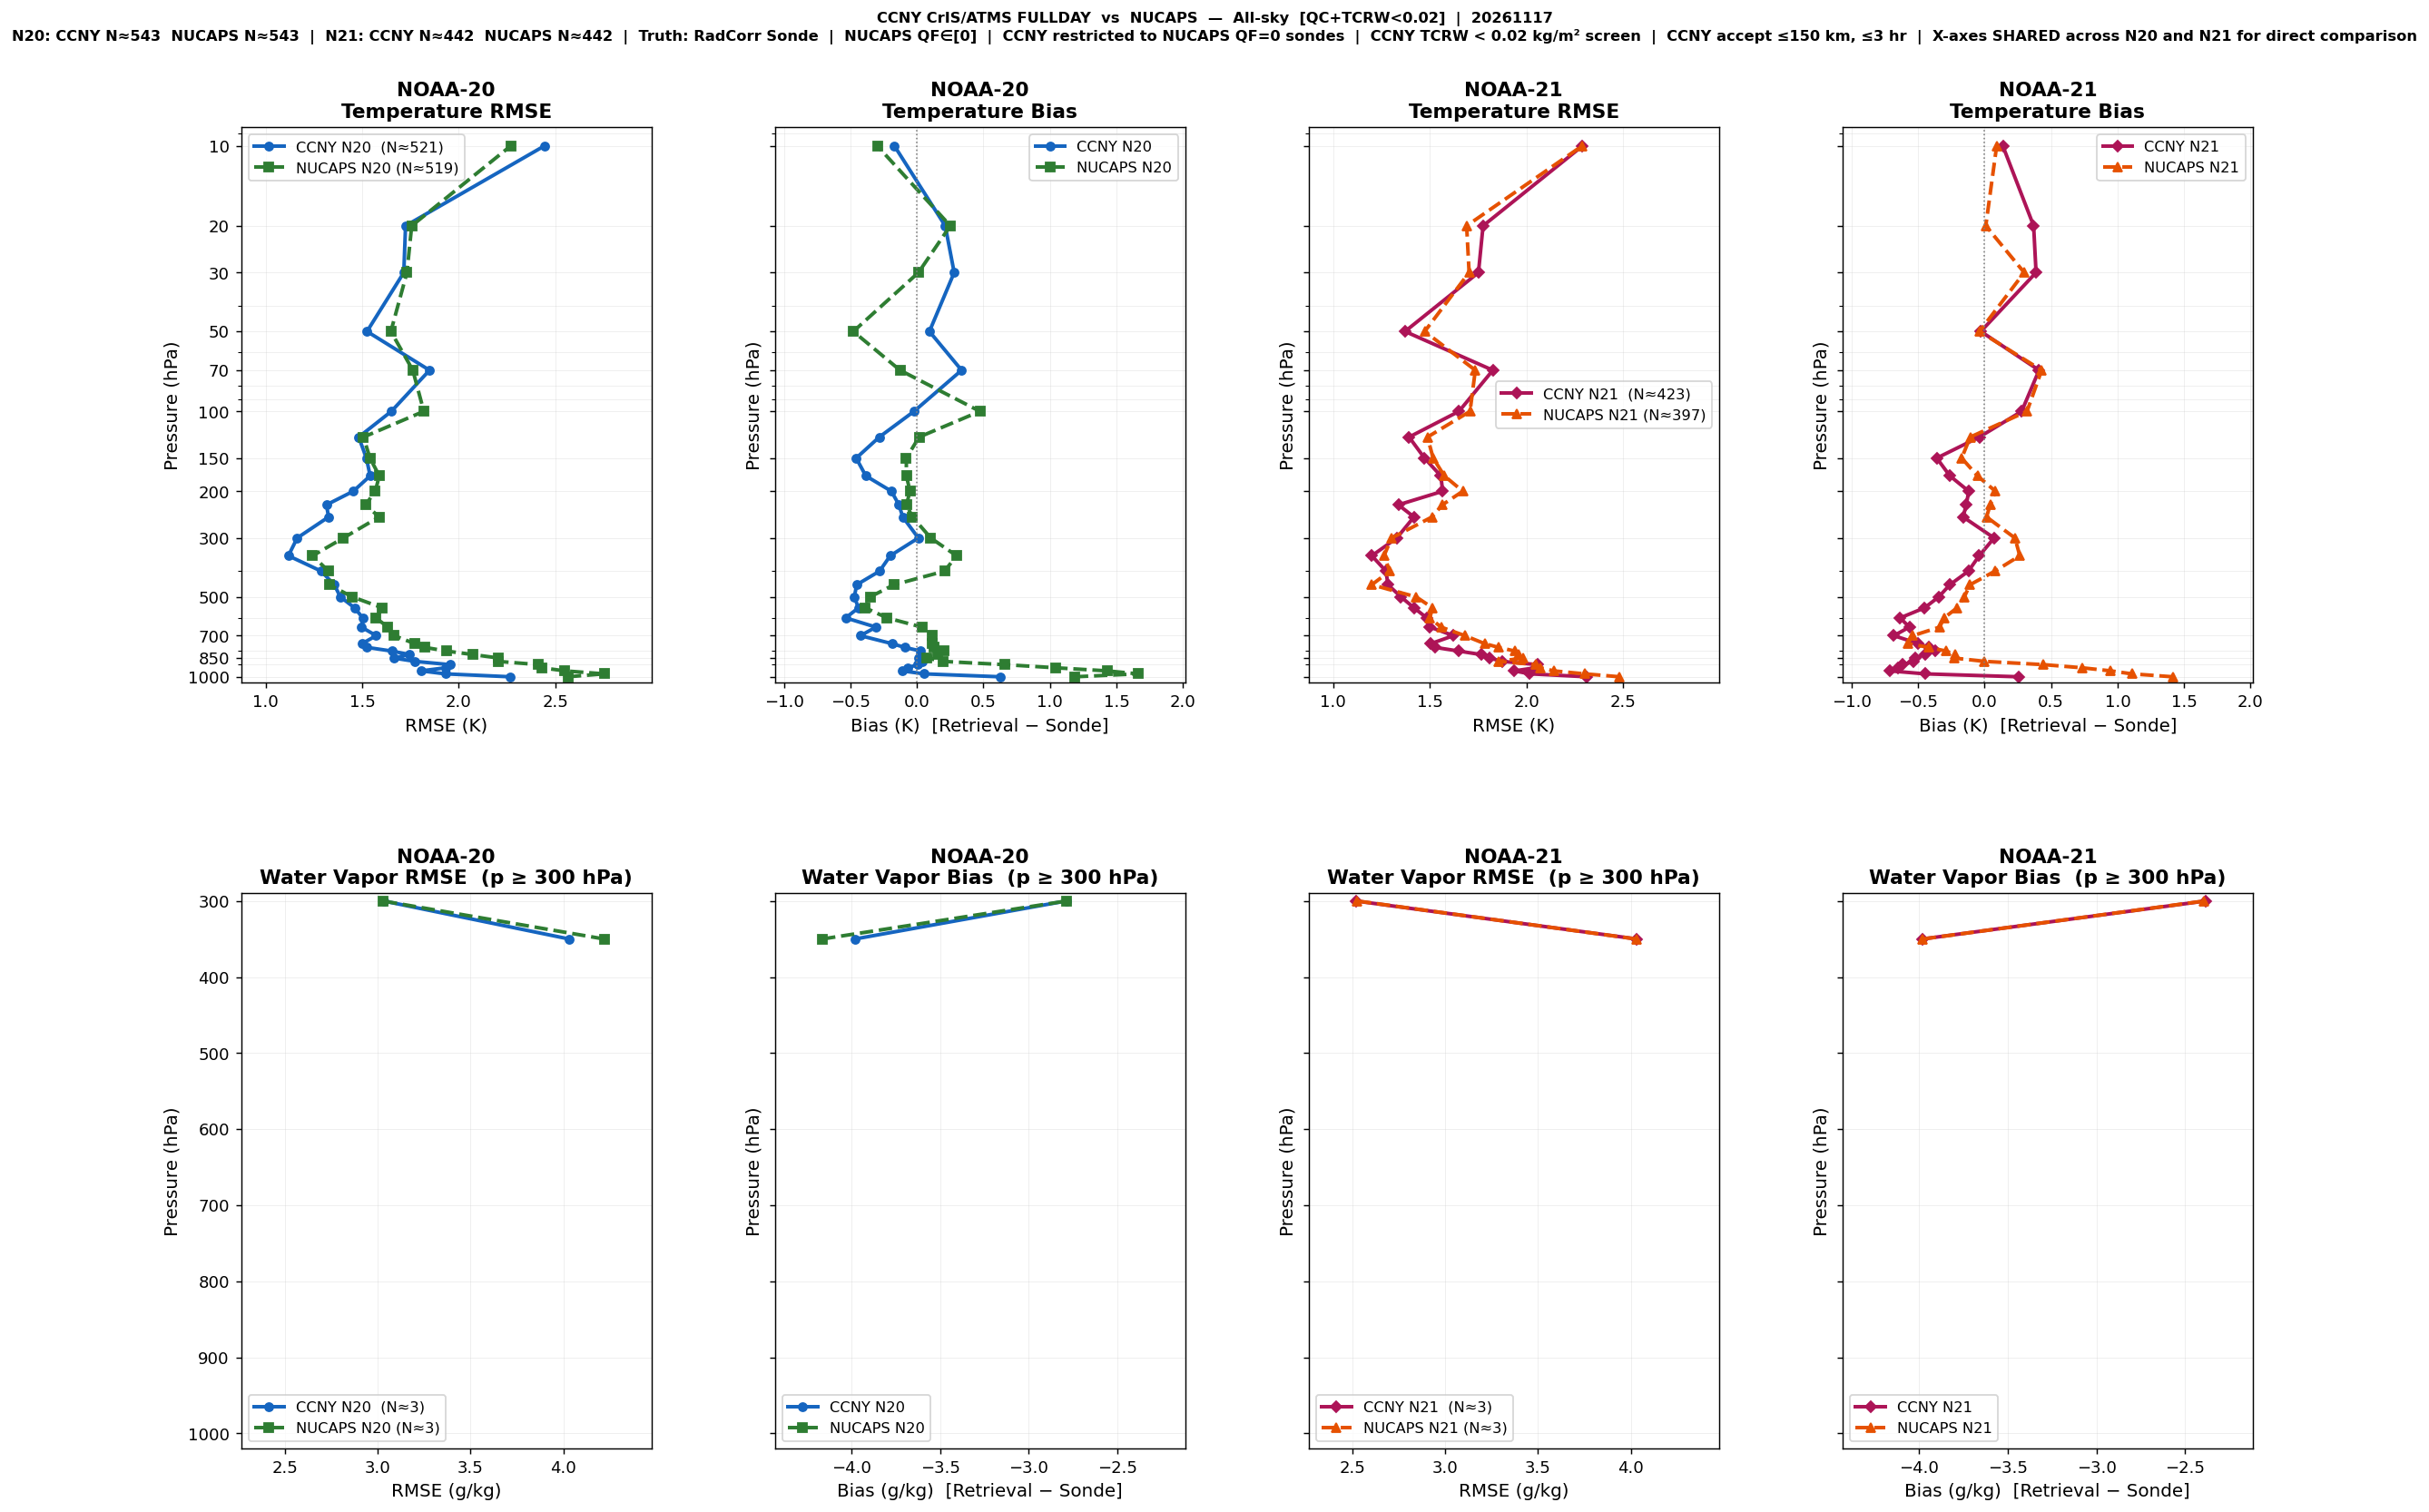 CCNY CrIS/ATMS FULLDAY vs NUCAPS — All-sky [QC+TCRW<0.02] | 20261117
N20: CCNY N≈543 NUCAPS N≈543 | N21: CCNY N≈442 NUCAPS N≈442 | Truth: RadCorr Sonde | NUCAPS QF∈[0] | CCNY restricted to NUCAPS QF=0 sondes | CCNY TCRW < 0.02 kg/m² screen | CCNY accept ≤150 km, ≤3 hr | X-axes SHARED across N20 and N21 for direct comparison
NOAA-20
Temperature RMSE
CCNY N20 (N≈521)
NUCAPS N20 (N≈519)
Pressure (hPa)
10
20
30
50
70
100
150
200
300
500
700
850
1000
1.0 1.5 2.0 2.5
RMSE (K)
NOAA-20
Temperature Bias
CCNY N20
NUCAPS N20
Pressure (hPa)
−1.0 −0.5 0.0 0.5 1.0 1.5 2.0
Bias (K) [Retrieval − Sonde]
NOAA-21
Temperature RMSE
CCNY N21 (N≈423)
NUCAPS N21 (N≈397)
Pressure (hPa)
1.0 1.5 2.0 2.5
RMSE (K)
NOAA-21
Temperature Bias
CCNY N21
NUCAPS N21
Pressure (hPa)
−1.0 −0.5 0.0 0.5 1.0 1.5 2.0
Bias (K) [Retrieval − Sonde]
NOAA-20
Water Vapor RMSE (p ≥ 300 hPa)
Pressure (hPa)
300
400
500
600
700
800
900
1000
CCNY N20 (N≈3)
NUCAPS N20 (N≈3)
2.5 3.0 3.5 4.0
RMSE (g/kg)
NOAA-20
Water Vapor Bias (p ≥ 300 hPa)
Pressure (hPa)
CCNY N20
NUCAPS N20
−4.0 −3.5 −3.0 −2.5
Bias (g/kg) [Retrieval − Sonde]
NOAA-21
Water Vapor RMSE (p ≥ 300 hPa)
Pressure (hPa)
CCNY N21 (N≈3)
NUCAPS N21 (N≈3)
2.5 3.0 3.5 4.0
RMSE (g/kg)
NOAA-21
Water Vapor Bias (p ≥ 300 hPa)
Pressure (hPa)
CCNY N21
NUCAPS N21
−4.0 −3.5 −3.0 −2.5
Bias (g/kg) [Retrieval − Sonde]